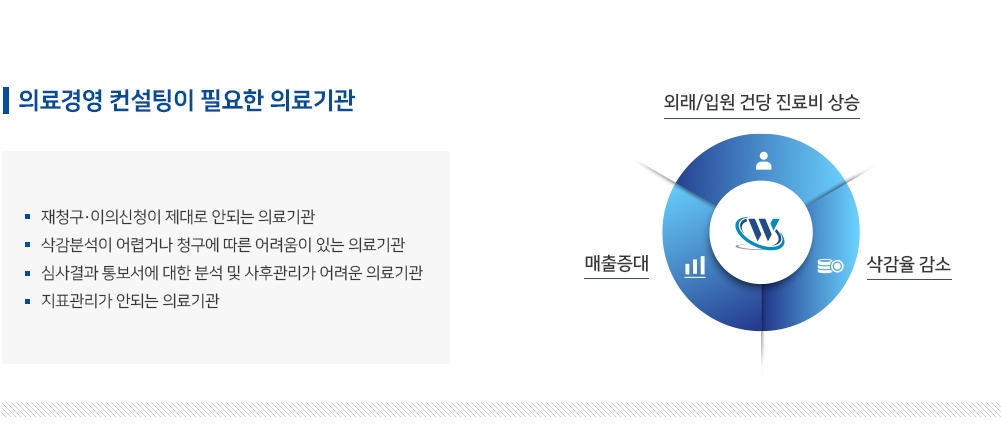 의료경영 컨설팅이 필요한 의료기관
재청구·이의신청이 제대로 안되는 의료기관
삭감분석이 어렵거나 청구에 따른 어려움이 있는 의료기관
심사결과 통보서에 대한 분석 및 사후관리가 어려운 의료기관
지표관리가 안되는 의료기관
외래/입원 건당 진료비 상승
매출증대
삭감율 감소
W